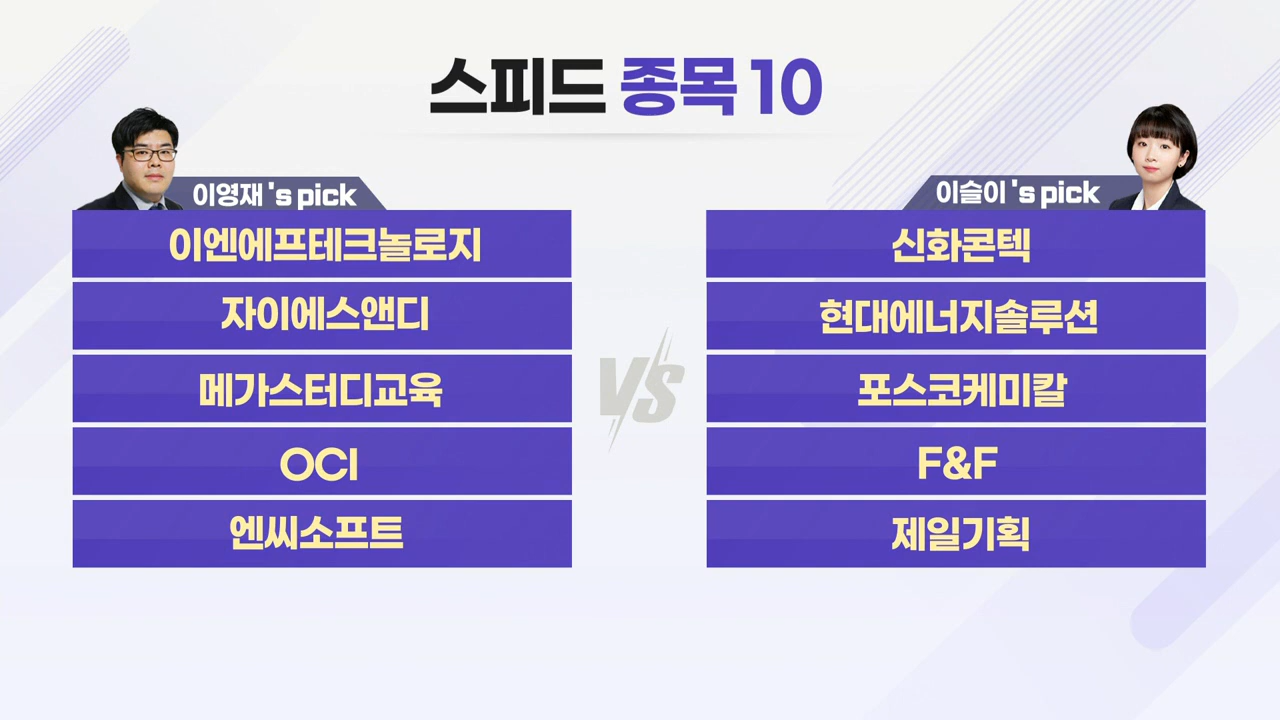 스피드 종목 10
이영재 's pick
이엔에프테크놀로지
자이에스앤디
메가스터디교육
OCI
엔씨소프트
VS
이슬이 's pick
신화콘텍
현대에너지솔루션
포스코케미칼
F&F
제일기획